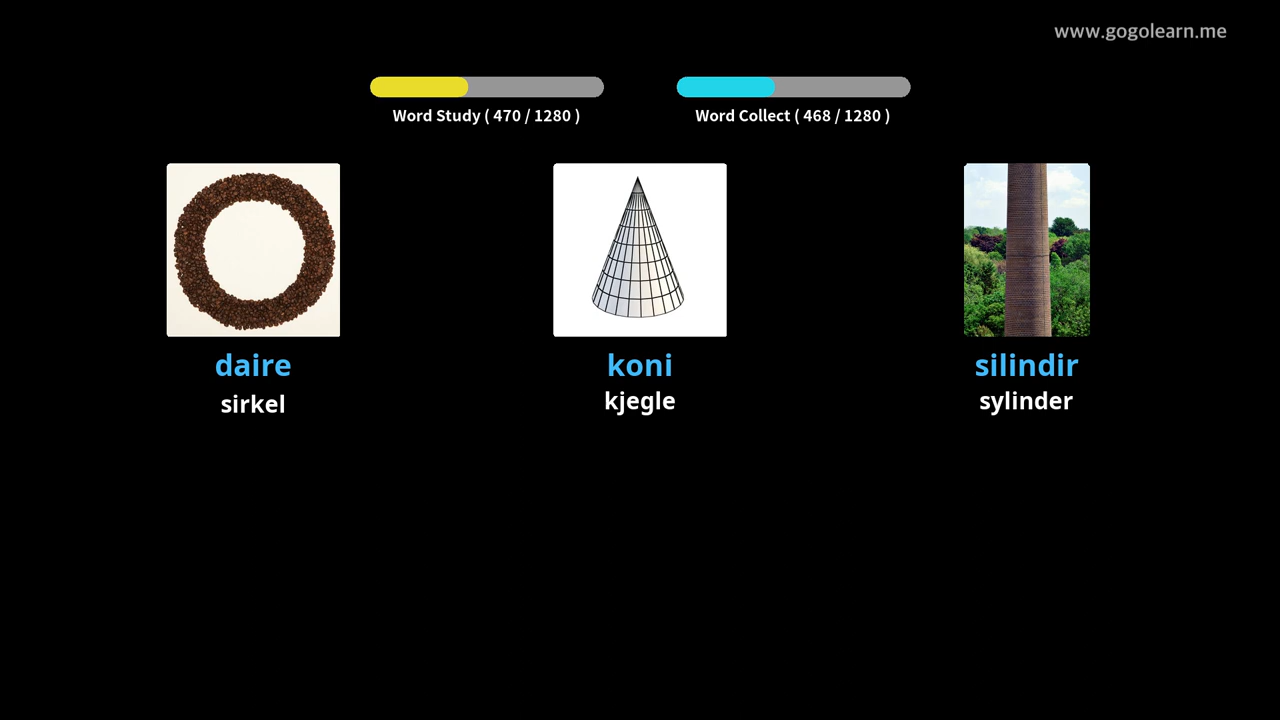 www.gogolearn.me
Word Study ( 470 / 1280 )
Word Collect ( 468 / 1280 )
daire
sirkel
koni
kjegle
silindir
sylinder